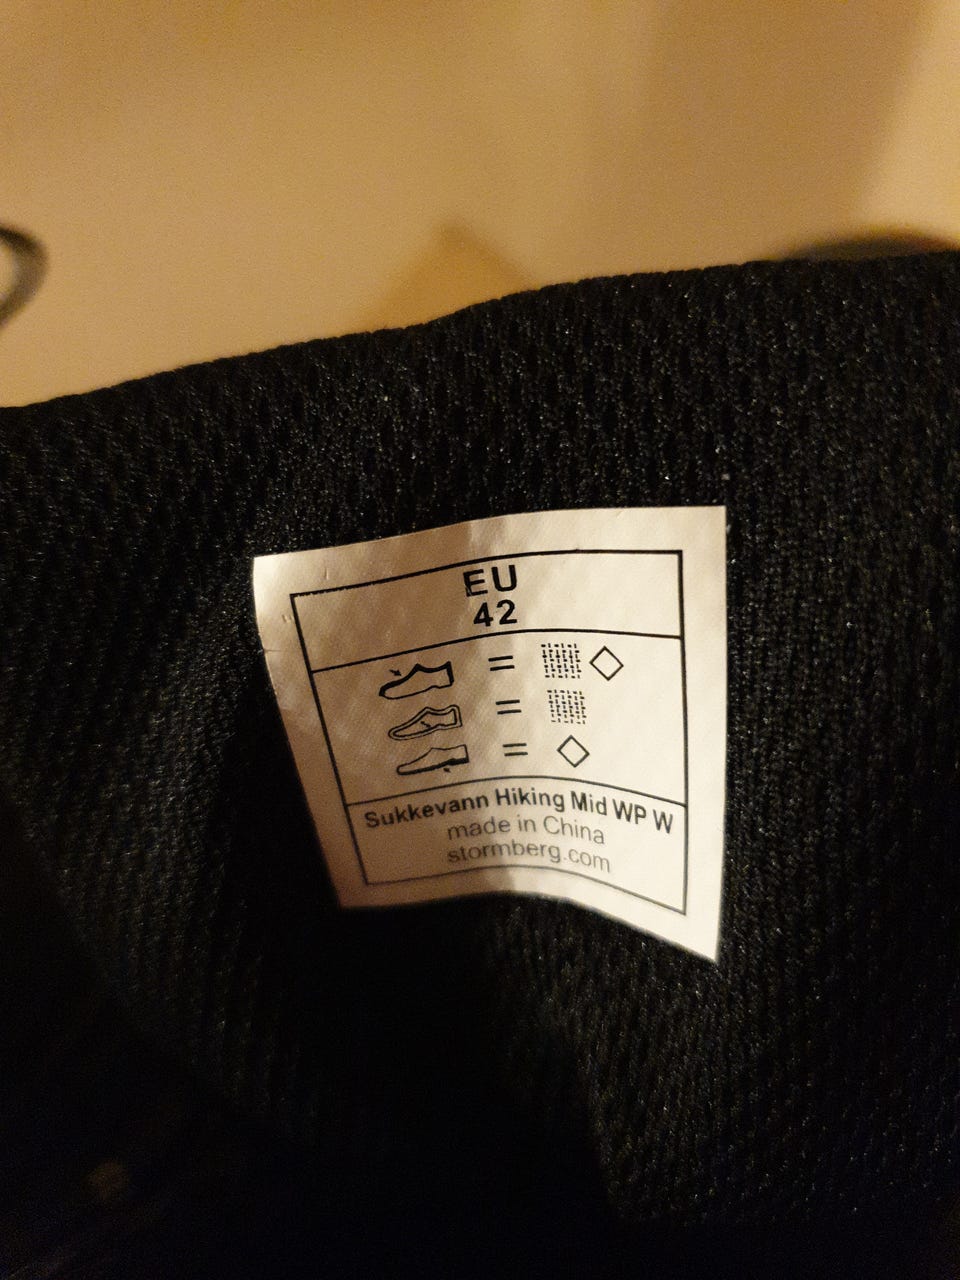 EU
42
=
=
=
Sukkevann Hiking Mid WP W
made in China
stormberg.com